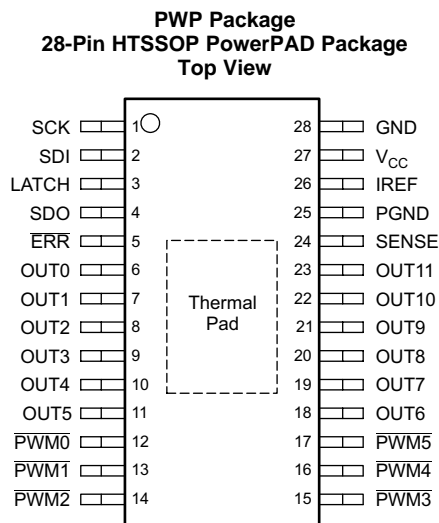 PWP Package
28-Pin HTSSOP PowerPAD Package
Top View
SCK 1 28 GND
SDI 2 27 VCC
LATCH 3 26 IREF
SDO 4 25 PGND
ERR 5 24 SENSE
OUT0 6 23 OUT11
OUT1 7 22 OUT10
OUT2 8 21 OUT9
OUT3 9 20 OUT8
OUT4 10 19 OUT7
OUT5 11 18 OUT6
PWM0 12 17 PWM5
PWM1 13 16 PWM4
PWM2 14 15 PWM3
Thermal
Pad